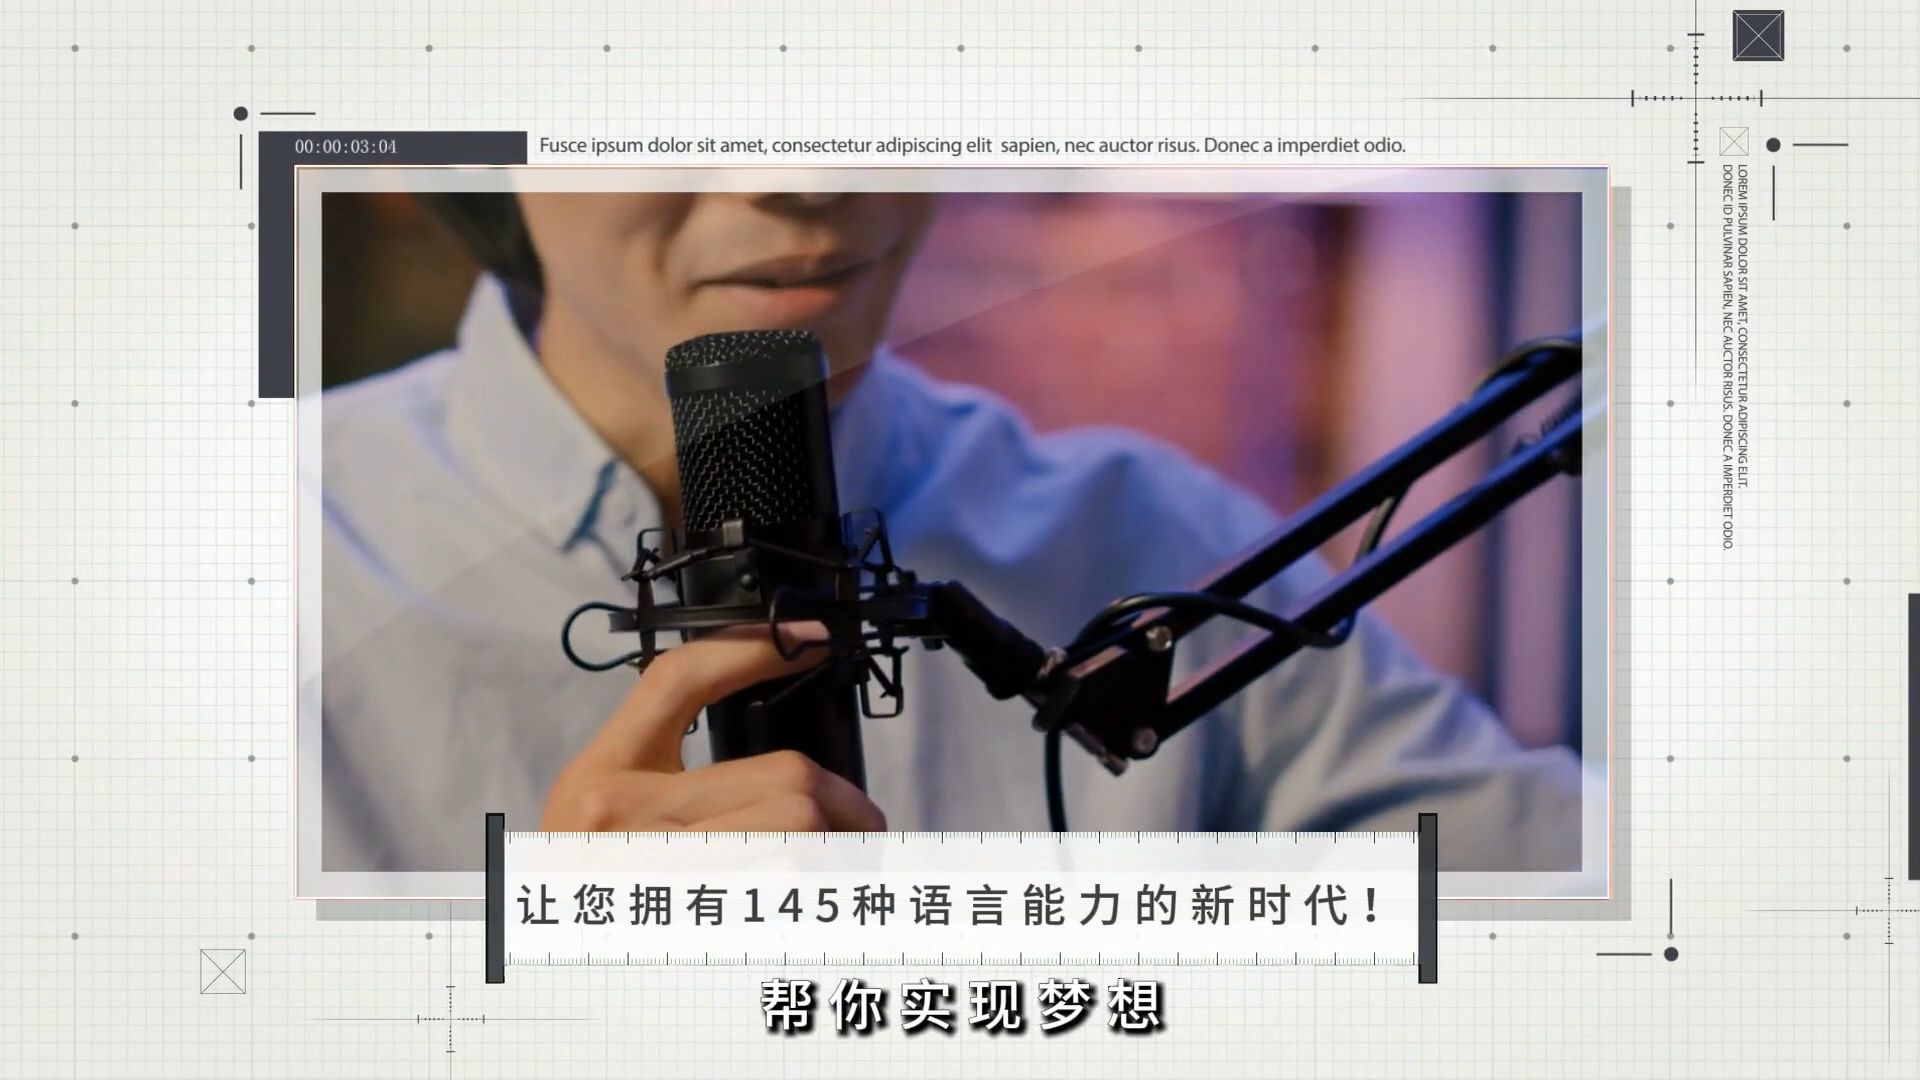 00:00:03:04
Fusce ipsum dolor sit amet, consectetur adipiscing elit sapien, nec auctor risus. Donec a imperdiet odio.
LOREM IPSUM DOLOR SIT AMET, CONSECTETUR ADIPISCING ELIT.
DONEC ID PULVINAR SAPIEN, NEC AUCTOR RISUS. DONEC A IMPERDIET ODIO.
让您拥有145种语言能力的新时代!
帮你实现梦想